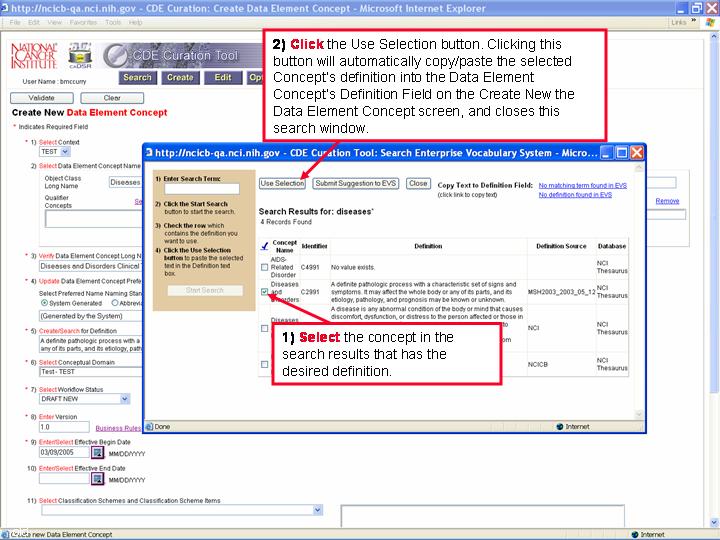 http://ncicb-qa.nci.nih.gov - CDE Curation: Create Data Element Concept - Microsoft Internet Explorer
File Edit View Favorites Tools Help
Links »
NATIONAL
CANCER
INSTITUTE
caDSR
CDE Curation Tool
User Name : bmccurry
Search Create Edit
Validate Clear
Create New Data Element Concept
* Indicates Required Field
* 1) Select Context
TEST
2) Select Data Element Concept Name
Object Class
Long Name
Diseases
Qualifier
Concepts
Remove
* 3) Verify Data Element Concept Long N
Diseases and Disorders Clinical
* 4) Update Data Element Concept Prefe
Select Preferred Name Naming Stan
System Generated Abbrevia
(Generated by the System)
* 5) Create/Search for Definition
A definite pathologic process with a
any of its parts, and its etiology, path
* 6) Select Conceptual Domain
Test - TEST
* 7) Select Workflow Status
DRAFT NEW
* 8) Enter Version
1.0
Business Rules
* 9) Enter/Select Effective Begin Date
03/09/2005 MM/DD/YYYY
10) Enter/Select Effective End Date
MM/DD/YYYY
11) Select Classification Schemes and Classification Scheme Items
Internet
2) Click the Use Selection button. Clicking this
button will automatically copy/paste the selected
Concept's definition into the Data Element
Concept's Definition Field on the Create New the
Data Element Concept screen, and closes this
search window.
http://ncicb-qa.nci.nih.gov - CDE Curation Tool: Search Enterprise Vocabulary System - Micro...
1) Enter Search Term:
2) Click the Start Search
button to start the search.
3) Check the row which
contains the definition you
want to use.
4) Click the Use Selection
button to paste the selected
text in the Definition text
box.
Start Search
Use Selection Submit Suggestion to EVS Close
Copy Text to Definition Field:
(click link to copy text)
No matching term found in EVS
No definition found in EVS
Search Results for: diseases*
4 Records Found
Concept Name Identifier Definition Definition Source Database
AIDS-Related Disorder C4991 No value exists. NCI Thesaurus
Diseases and Disorders C2991 A definite pathologic process with a characteristic set of signs and
symptoms. It may affect the whole body or any of its parts, and its
etiology, pathology, and prognosis may be known or unknown. MSH2003_2003_05_12 NCI Thesaurus
Diseases
A disease is any abnormal condition of the body or mind that causes
discomfort, dysfunction, or distress to the person affected or those in
NCI NCI Thesaurus
NCICB NCI Thesaurus
1) Select the concept in the
search results that has the
desired definition.
Done Internet